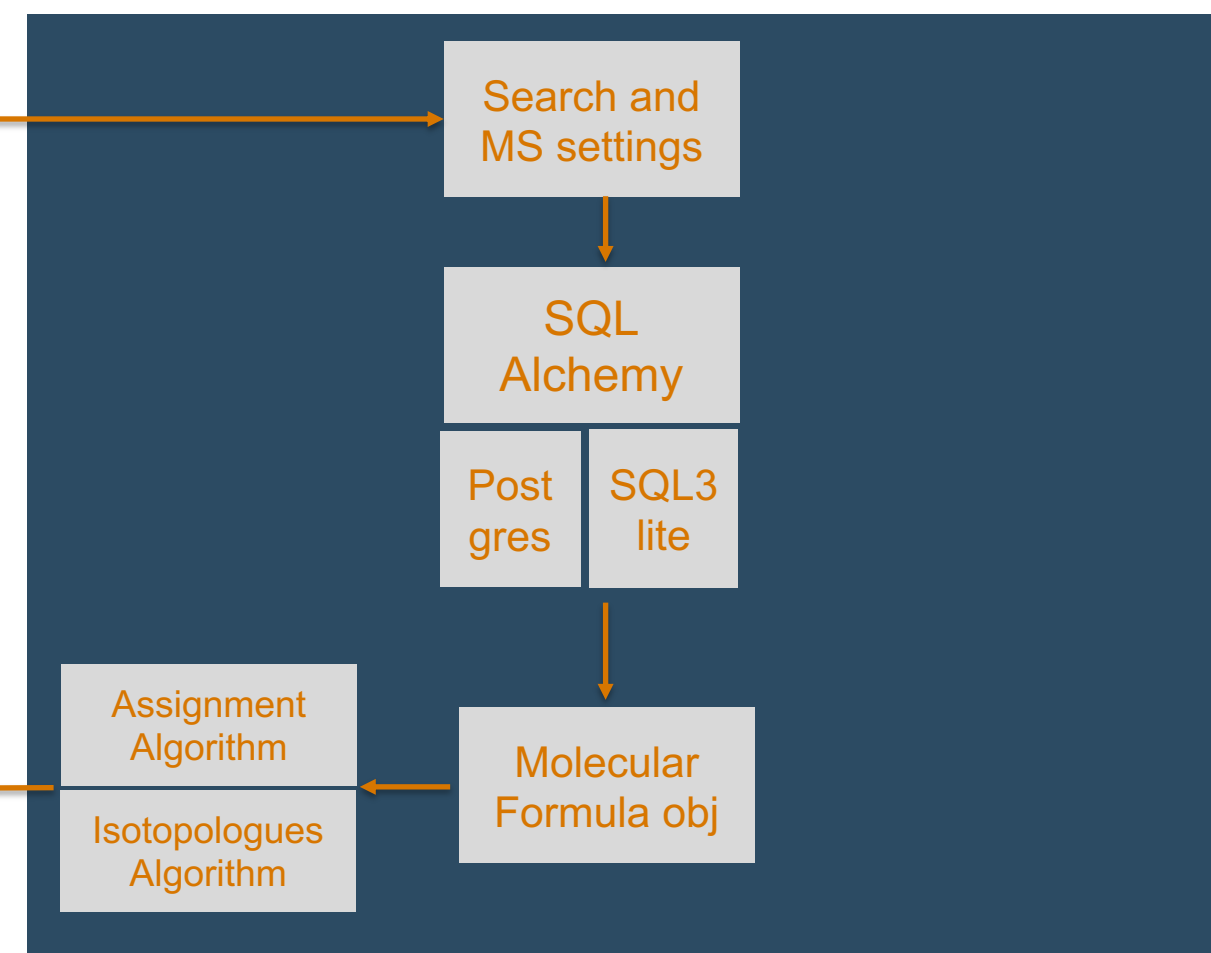 Search and
MS settings
SQL
Alchemy
Post
gres
SQL3
lite
Assignment
Algorithm
Isotopologues
Algorithm
Molecular
Formula obj